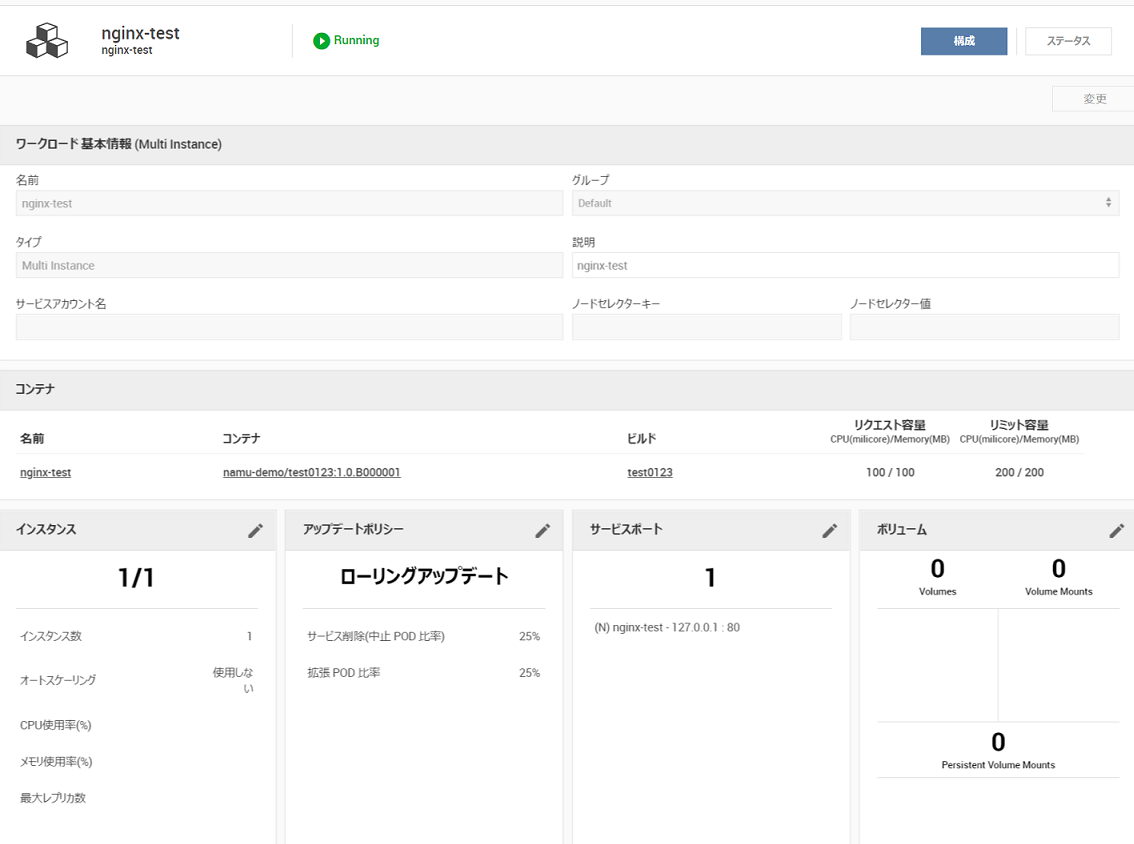 nginx-test
nginx-test
Running
構成
ステータス
変更
ワークロード 基本情報 (Multi Instance)
名前
グループ
nginx-test
Default
タイプ
説明
Multi Instance
nginx-test
サービスアカウント名
ノードセレクターキー
ノードセレクター値
コンテナ
名前
コンテナ
ビルド
リクエスト容量
CPU(milicore)/Memory(MB)
リミット容量
CPU(milicore)/Memory(MB)
nginx-test
namu-demo/test0123:1.0.B000001
test0123
100 / 100
200 / 200
インスタンス
1/1
インスタンス数
1
オートスケーリング
使用しな
い
CPU使用率(%)
メモリ使用率(%)
最大レプリカ数
アップデートポリシー
ローリングアップデート
サービス削除(中止 POD 比率)
25%
拡張 POD 比率
25%
サービスポート
1
(N) nginx-test - 127.0.0.1 : 80
ボリューム
0
Volumes
0
Volume Mounts
0
Persistent Volume Mounts